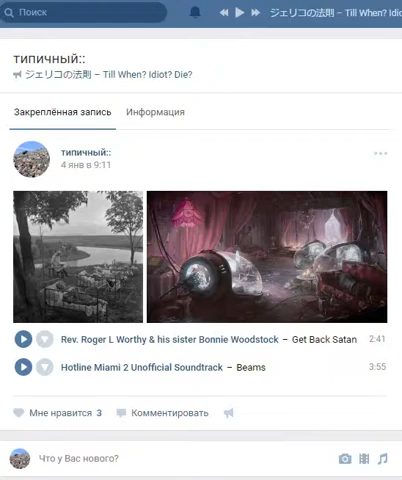 Поиск
ジェリコの法則 – Till When? Idiot? Die
типичный::
ジェリコの法則 – Till When? Idiot? Die?
Закреплённая запись Информация
типичный::
4 янв в 9:11
Rev. Roger L Worthy & his sister Bonnie Woodstock – Get Back Satan 2:41
Hotline Miami 2 Unofficial Soundtrack – Beams 3:55
Мне нравится 3 Комментировать
Что у Вас нового?